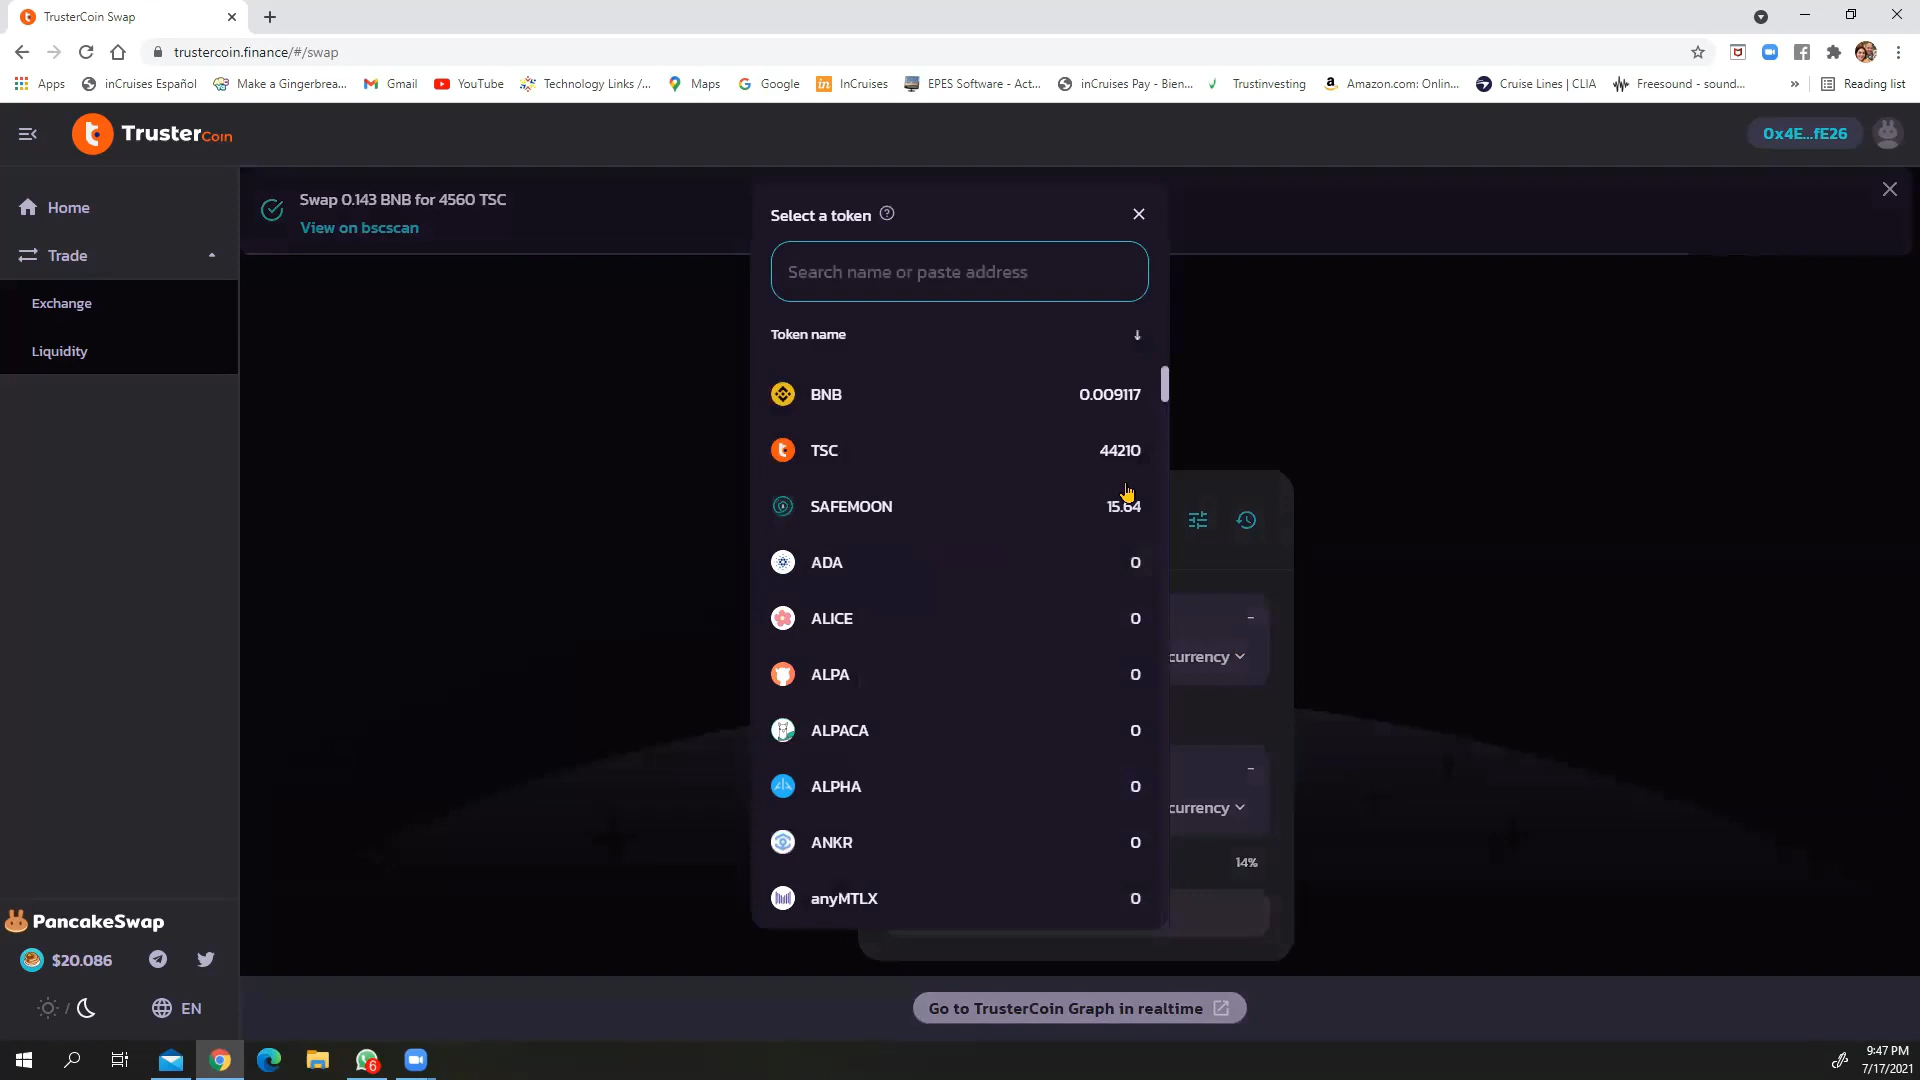 TrusterCoin Swap
trustercoin.finance/#/swap
Apps
inCruises Español
Make a Gingerbrea...
Gmail
YouTube
Technology Links /...
Maps
Google
InCruises
EPES Software - Act...
inCruises Pay - Bien...
Trustinvesting
Amazon.com: Onlin...
Cruise Lines | CLIA
Freesound - sound...
»
Reading list
TrusterCoin
0x4E...fE26
Home
Trade
Exchange
Liquidity
Swap 0.143 BNB for 4560 TSC
View on bscscan
Select a token
Search name or paste address
Token name
BNB 0.009117
TSC 44210
SAFEMOON 15.64
ADA 0
ALICE 0
ALPA 0
ALPACA 0
ALPHA 0
ANKR 0
anyMTLX 0
-
currency
-
currency
14%
PancakeSwap
$20.086
/
EN
Go to TrusterCoin Graph in realtime
6
9:47 PM
7/17/2021